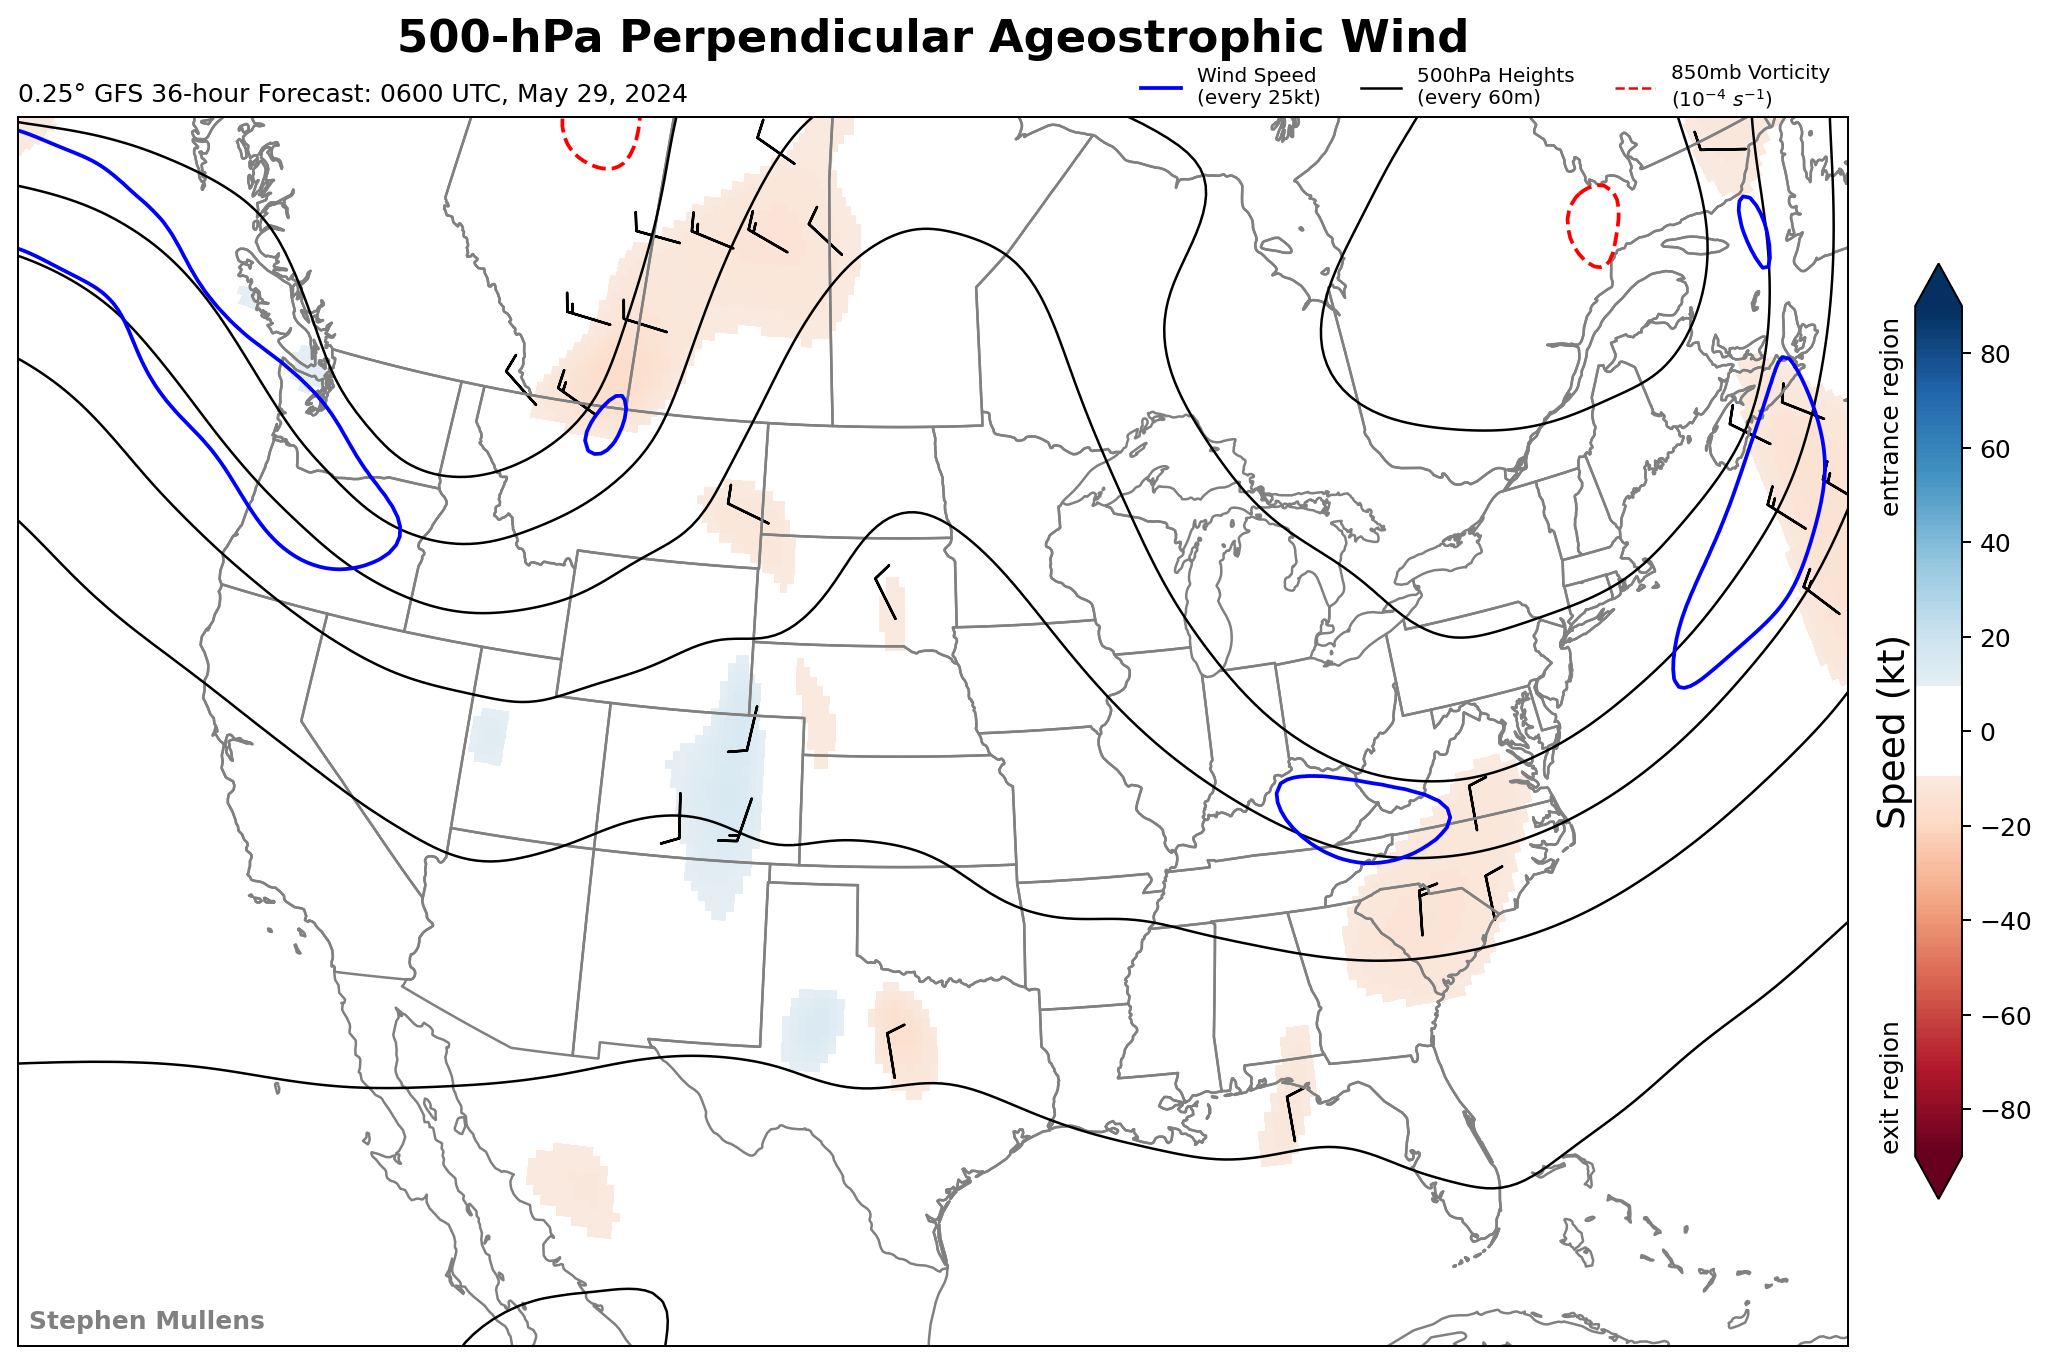 500-hPa Perpendicular Ageostrophic Wind
0.25° GFS 36-hour Forecast: 0600 UTC, May 29, 2024
Wind Speed
(every 25kt)
500hPa Heights
(every 60m)
850mb Vorticity
(10⁻⁴ s⁻¹)
entrance region
Speed (kt)
exit region
80
60
40
20
0
−20
−40
−60
−80
Stephen Mullens